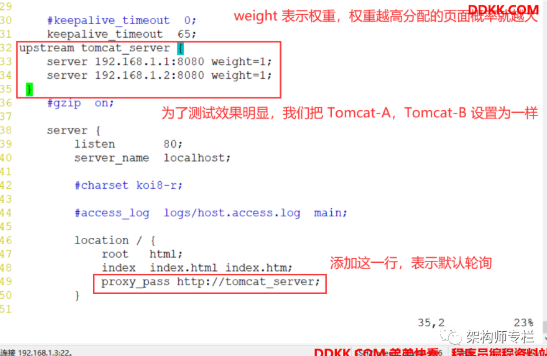 DDKK.COM
29
30 #keepalive_timeout 0; weight 表示权重，权重越高分配的页面概率就越大
31 keepalive_timeout 65;
32 upstream tomcat_server {
33 server 192.168.1.1:8080 weight=1;
34 server 192.168.1.2:8080 weight=1;
35 }
36 #gzip on; 为了测试效果明显，我们把 Tomcat-A，Tomcat-B 设置为一样
37
38 server {
39 listen 80;
40 server_name localhost;
41
42 #charset koi8-r;
43
44 #access_log logs/host.access.log main;
45
46 location / {
47 root html;
48 index index.html index.htm; 添加这一行，表示默认轮询
49 proxy_pass http://tomcat_server;
50 }
51
35,2 23%
架构师专栏
连接 192.168.1.3:22。
DDKK.COM
程序员编程资料站